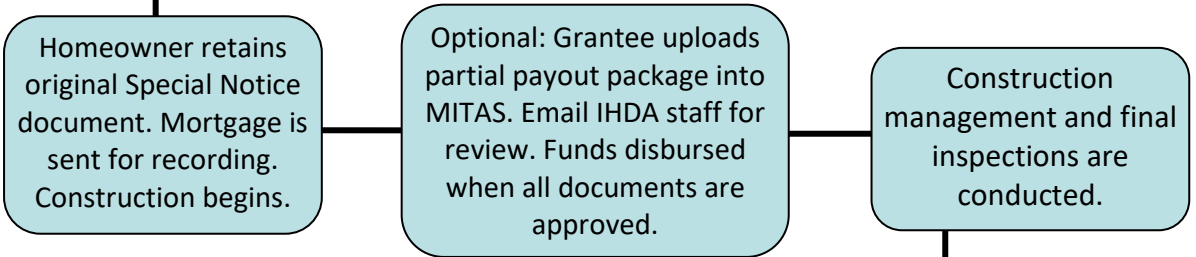 Homeowner retains
original Special Notice
document. Mortgage is
sent for recording.
Construction begins.
Optional: Grantee uploads
partial payout package into
MITAS. Email IHDA staff for
review. Funds disbursed
when all documents are
approved.
Construction
management and final
inspections are
conducted.